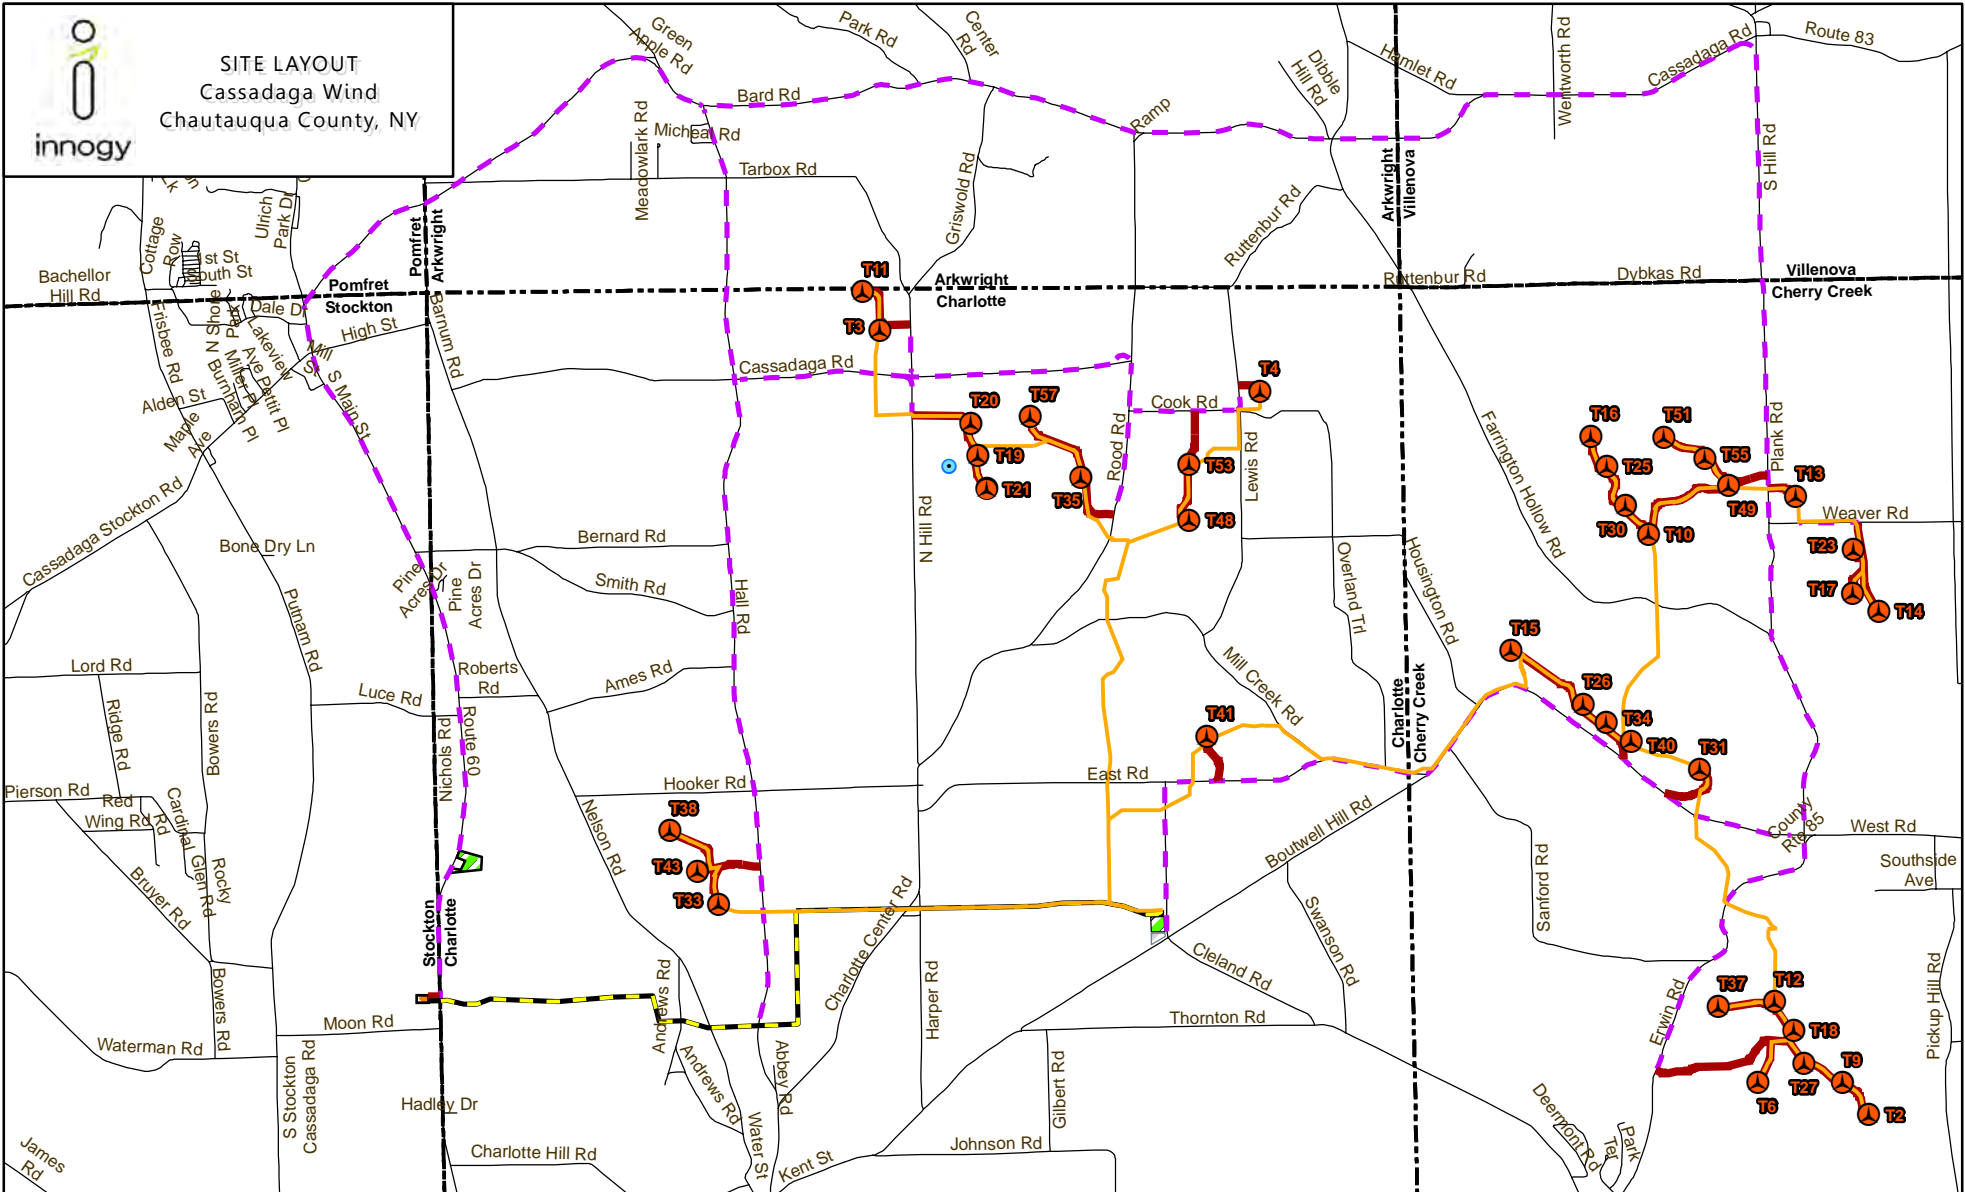 innogy
SITE LAYOUT
Cassadaga Wind
Chautauqua County, NY
Green
Apple Rd
Park Rd
Center
Rd
Dibble
Hill Rd
Hamlet Rd
Wentworth Rd
Cassadaga Rd
Route 83
Bard Rd
Micheal Rd
Meadowlark Rd
Tarbox Rd
Griswold Rd
Ramp
Ruttenbur Rd
Arkwright
Villenova
S Hill Rd
Ulrich
Park Dr
Cottage
Row
1st St
South St
Bachellor
Hill Rd
Pomfret
Arkwright
Pomfret
Stockton
Arkwright
Charlotte
Ruttenbur Rd
Dybkas Rd
Villenova
Cherry Creek
Frisbee Rd
N Shore
Park
Dale Dr
Lakeview
Ave
High St
Mill
St
Barnum Rd
Miller Pl
Pettit Pl
Burnham Pl
Alden St
Maple
Ave
S Main St
Cassadaga Rd
T11
T3
T20
T57
T4
T19
T21
T35
T53
T48
Cook Rd
Rood Rd
Lewis Rd
N Hill Rd
Farrington Hollow Rd
Plank Rd
T16
T51
T25
T55
T30
T10
T49
T13
Weaver Rd
T23
T17
T14
Cassadaga Stockton Rd
Bone Dry Ln
Putnam Rd
Pine
Acres Dr
Pine
Acres Dr
Bernard Rd
Smith Rd
Hall Rd
Overland Trl
Housington Rd
Lord Rd
Ridge Rd
Bowers Rd
Luce Rd
Roberts
Rd
Ames Rd
Route 60
Nichols Rd
Mill Creek Rd
T15
T26
T34
T40
T31
T41
Charlotte
Cherry Creek
Pierson Rd
Red
Wing Rd
Cardinal
Rd
Glen Rd
Rocky
Bruyer Rd
Hooker Rd
Nelson Rd
East Rd
Boutwell Hill Rd
County
Rte 85
West Rd
Southside
Ave
T38
T43
T33
Stockton
Charlotte
Charlotte Center Rd
Sanford Rd
Swanson Rd
Cleland Rd
Bowers Rd
Andrews Rd
Harper Rd
Thornton Rd
Erwin Rd
Pickup Hill Rd
T37
T12
T18
T6
T27
T9
T2
Moon Rd
Waterman Rd
S Stockton
Cassadaga Rd
Andrews Rd
Abbey Rd
Gilbert Rd
Hadley Dr
Water St
Deermont Rd
Park
Ter
James
Rd
Charlotte Hill Rd
Kent St
Johnson Rd